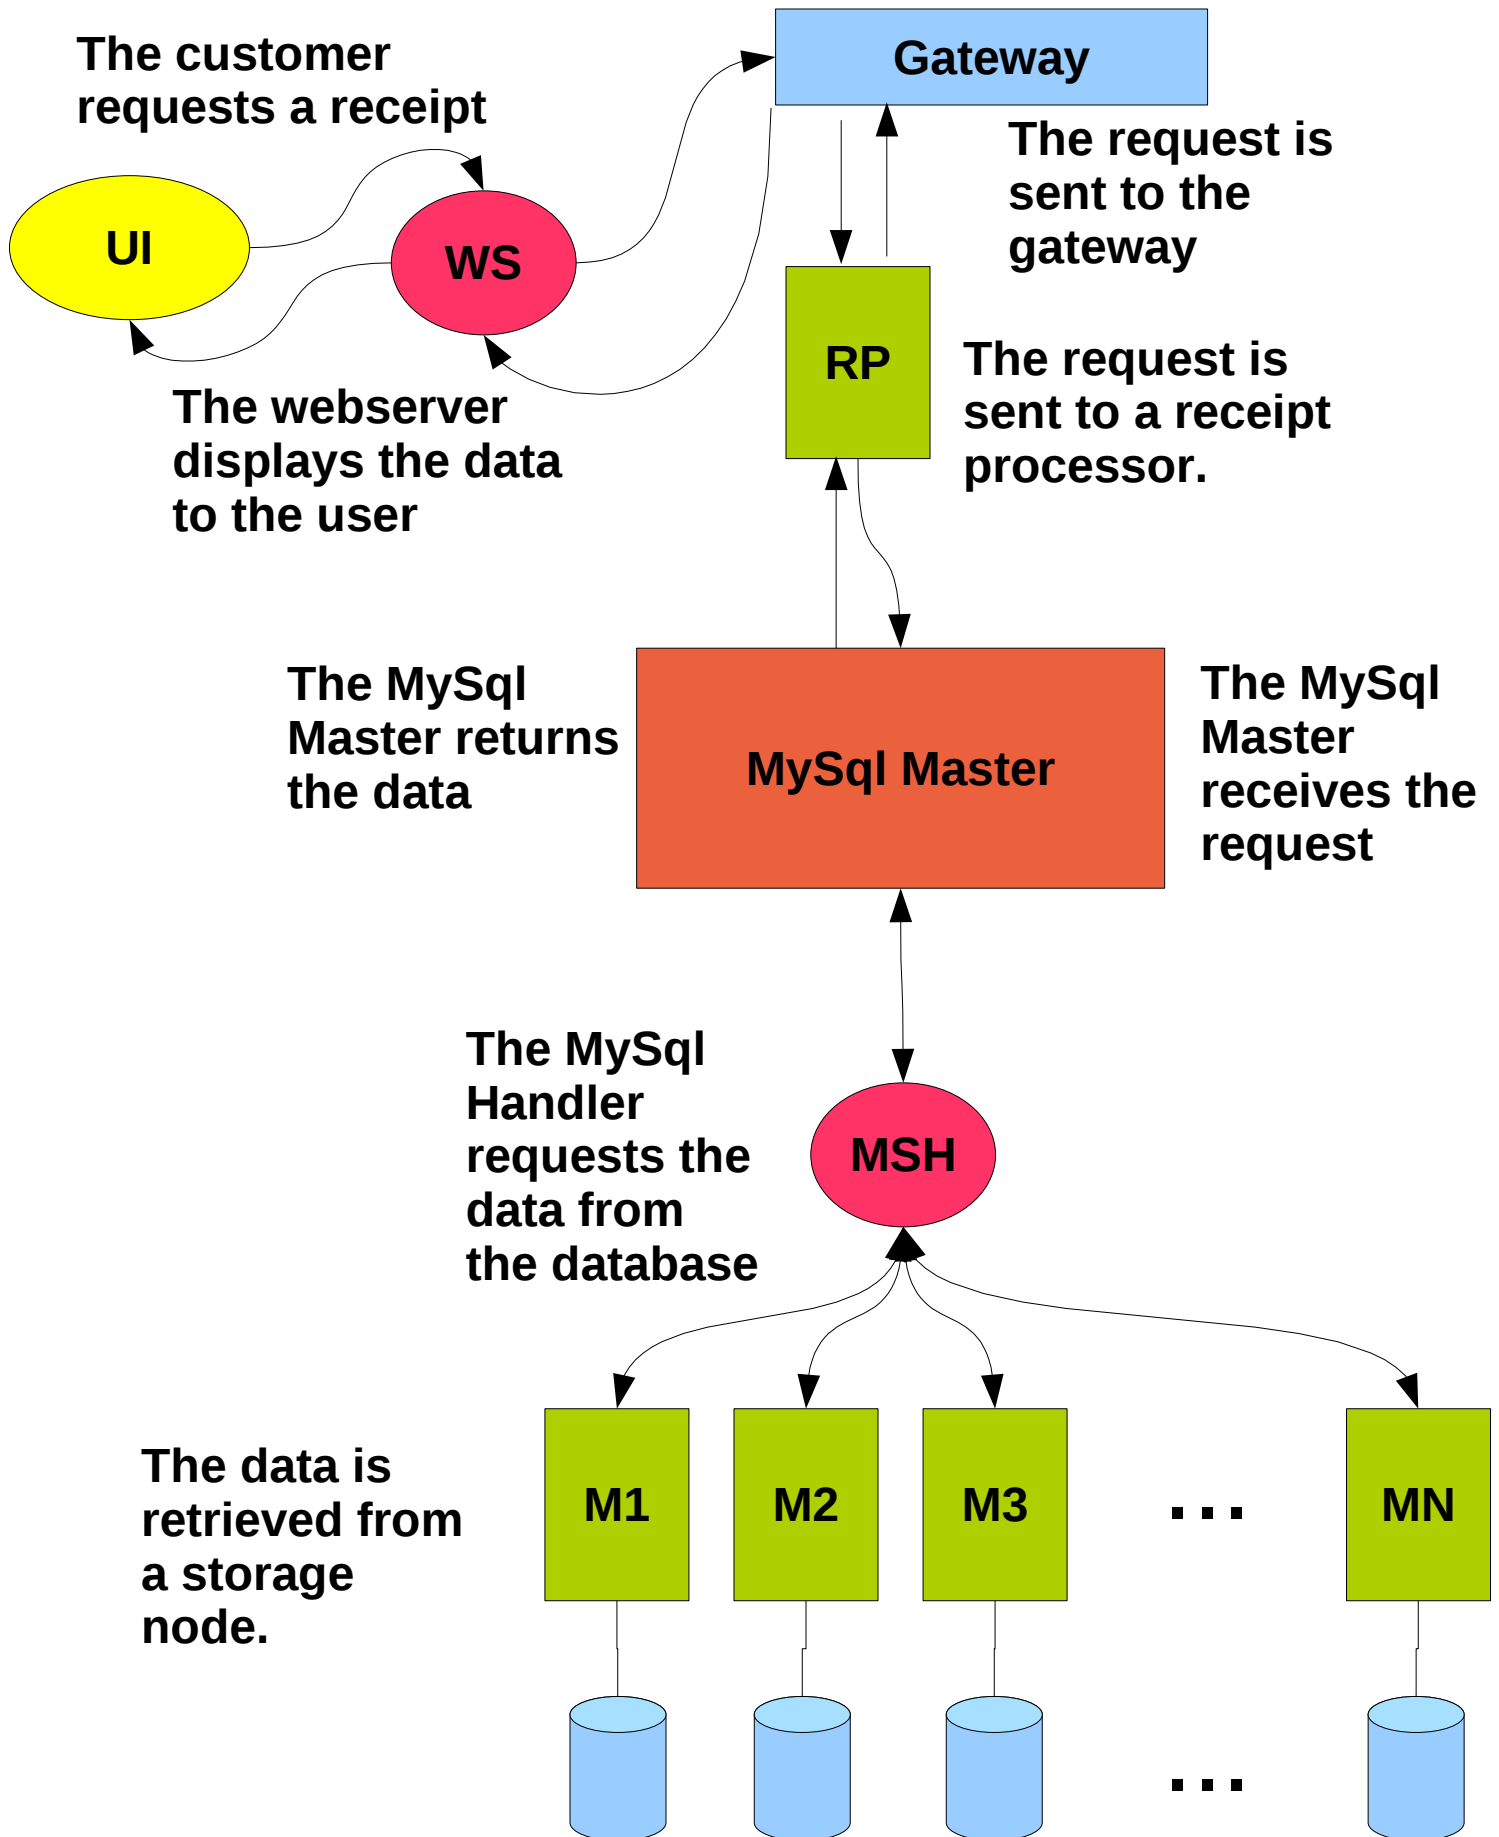 The customer
requests a receipt
Gateway
The request is
sent to the
gateway
UI
WS
RP
The request is
sent to a receipt
processor.
The webserver
displays the data
to the user
The MySql
Master returns
the data
MySql Master
The MySql
Master
receives the
request
The MySql
Handler
requests the
data from
the database
MSH
The data is
retrieved from
a storage
node.
M1
M2
M3
...
MN
...